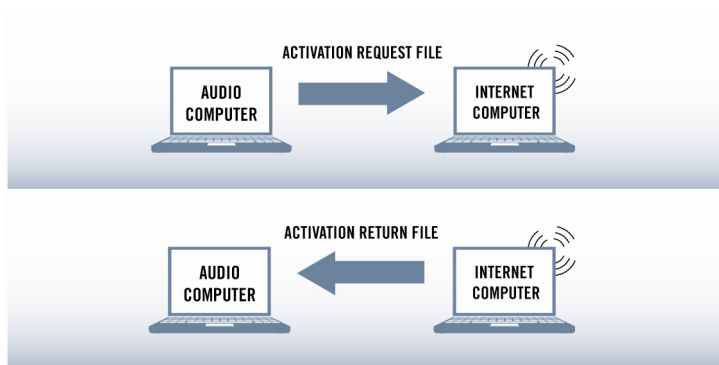 ACTIVATION REQUEST FILE
AUDIO
COMPUTER
INTERNET
COMPUTER
ACTIVATION RETURN FILE
AUDIO
COMPUTER
INTERNET
COMPUTER